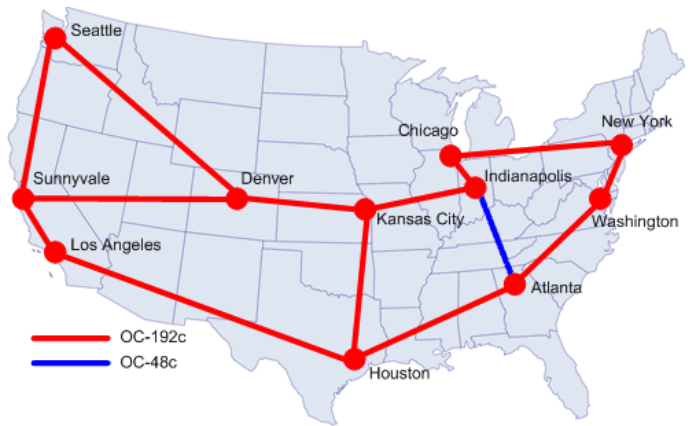 Seattle
New York
Chicago
Sunnyvale
Denver
Indianapolis
Kansas City
Washington
Los Angeles
Atlanta
OC-192c
OC-48c
Houston